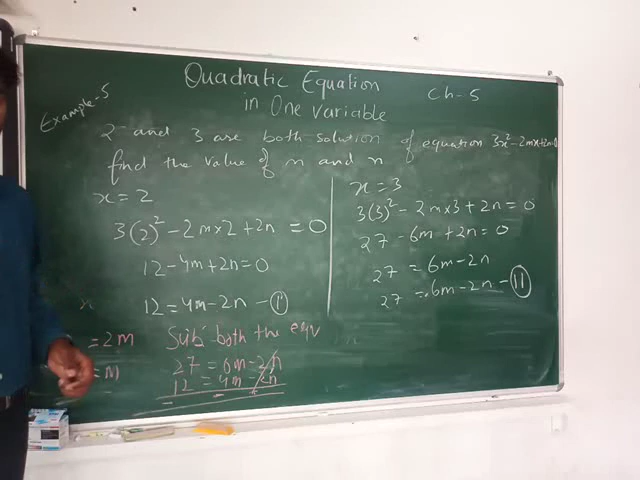 Quadratic Equation
in One Variable
Ch-5
Example-5
2 and 3 are both solution of equation 3x²-2mx+2n=0
find the value of m and n
x=2
3(2)²-2m×2+2n=0
12-4m+2n=0
12=4m-2n-①
x=3
3(3)²-2m×3+2n=0
27-6m+2n=0
27=6m-2n
27=6m-2n-⑪
Sub' both the eqv
27=6m-2n
12=4m-2n
- - +
=2m
=m